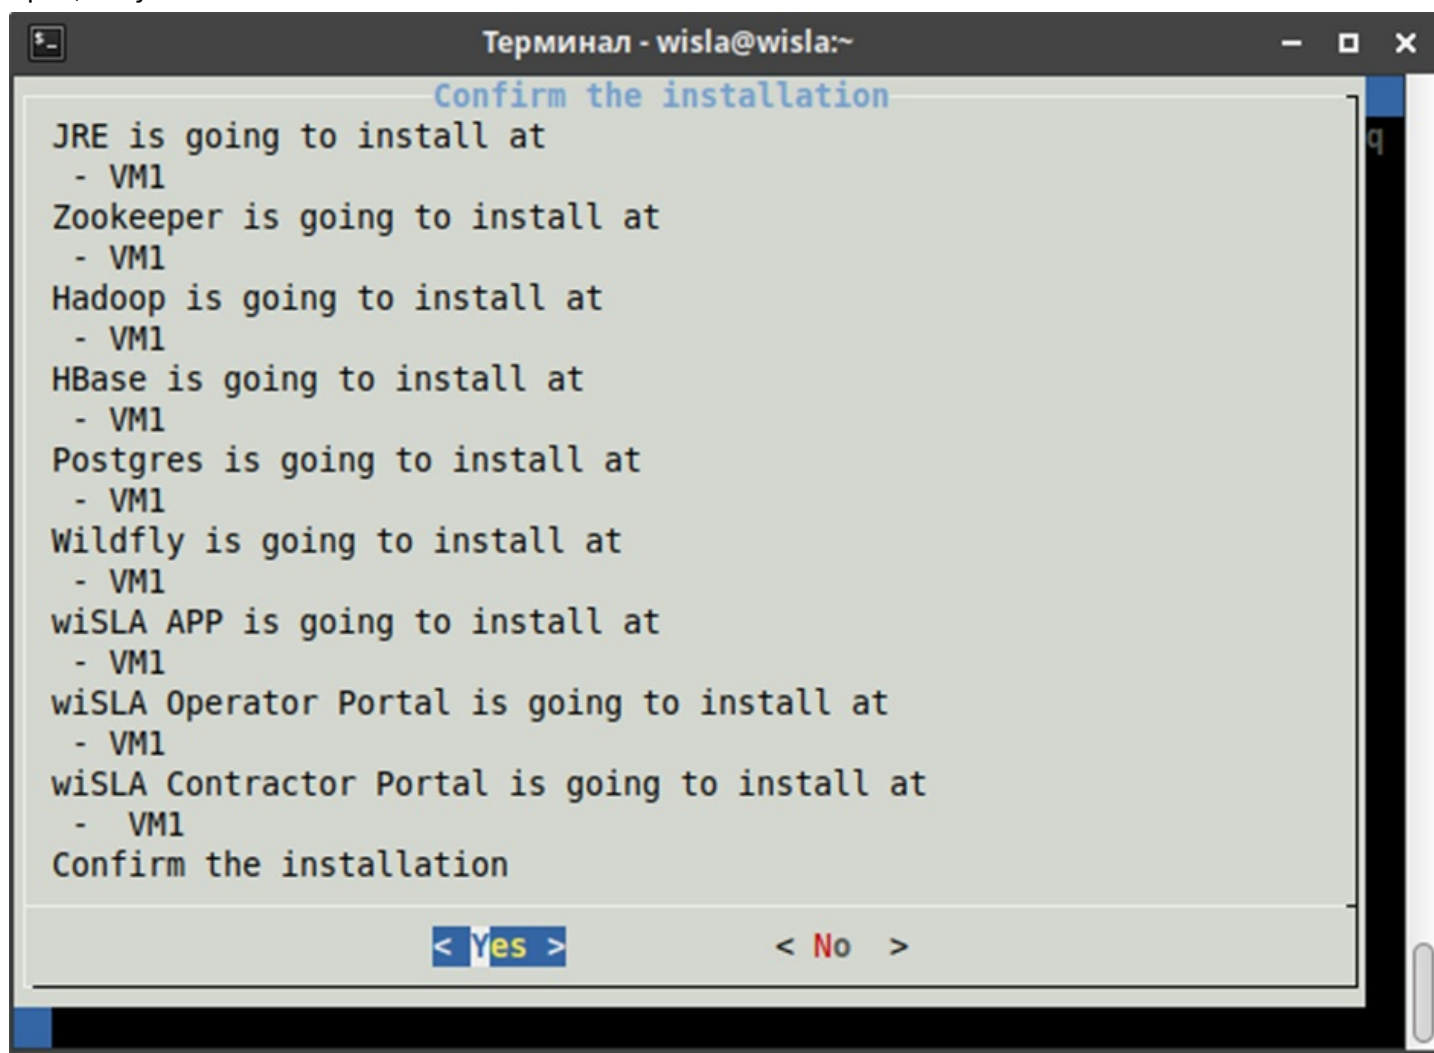 Терминал - wisla@wisla:~
Confirm the installation
JRE is going to install at
- VM1
Zookeeper is going to install at
- VM1
Hadoop is going to install at
- VM1
HBase is going to install at
- VM1
Postgres is going to install at
- VM1
Wildfly is going to install at
- VM1
wiSLA APP is going to install at
- VM1
wiSLA Operator Portal is going to install at
- VM1
wiSLA Contractor Portal is going to install at
-  VM1
Confirm the installation
< Yes > < No  >
q